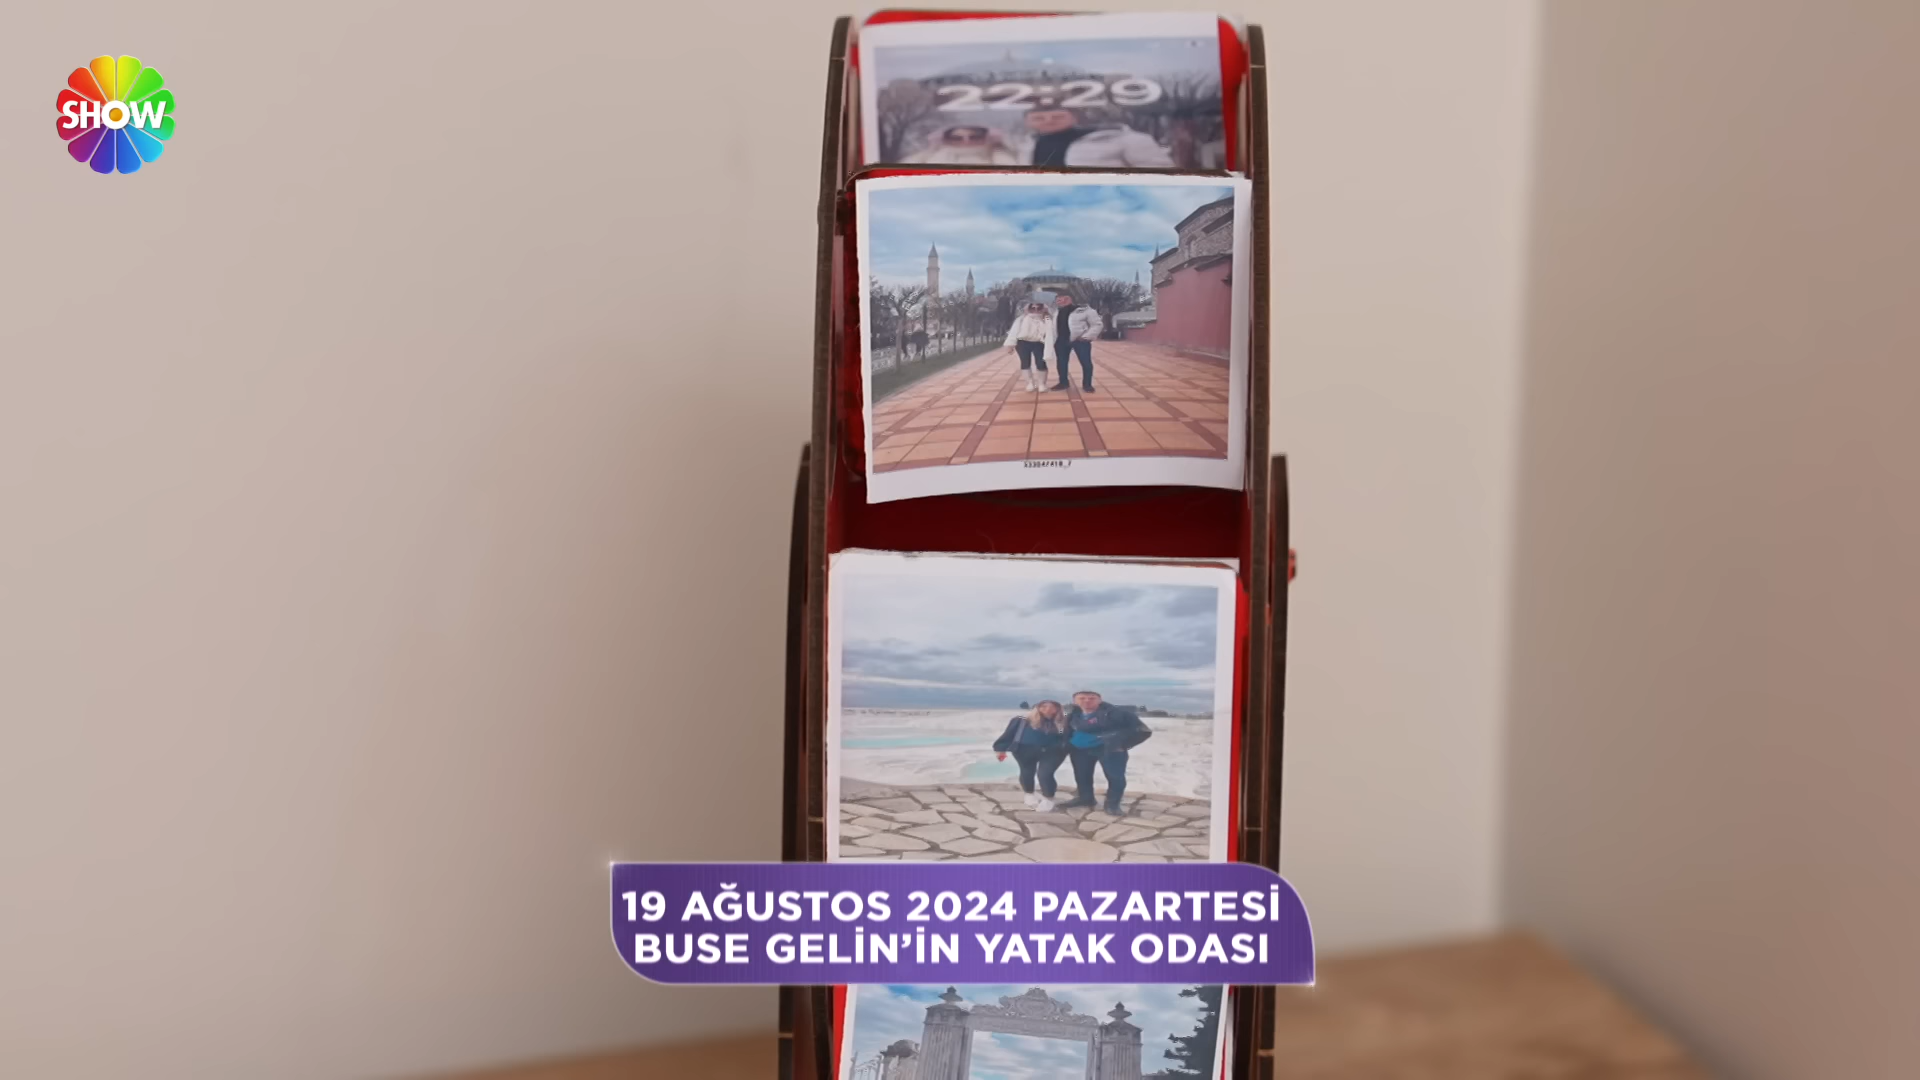 SHOW
22:29
19 AĞUSTOS 2024 PAZARTESİ
BUSE GELİN'İN YATAK ODASI